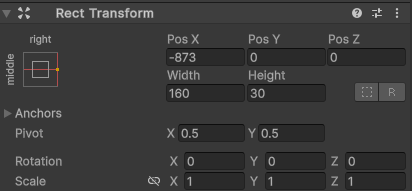 Rect Transform
right
middle
Pos X Pos Y Pos Z
-873 0 0
Width Height
160 30
R
Anchors
Pivot X 0.5 Y 0.5
Rotation X 0 Y 0 Z 0
Scale X 1 Y 1 Z 1